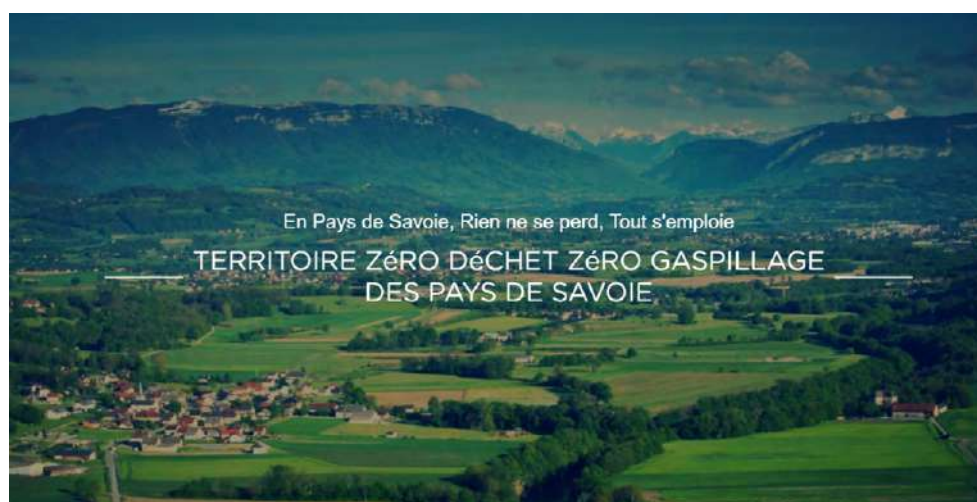 En Pays de Savoie, Rien ne se perd, Tout s'emploie
TERRITOIRE ZéRO DéCHET ZéRO GASPILLAGE
DES PAYS DE SAVOIE